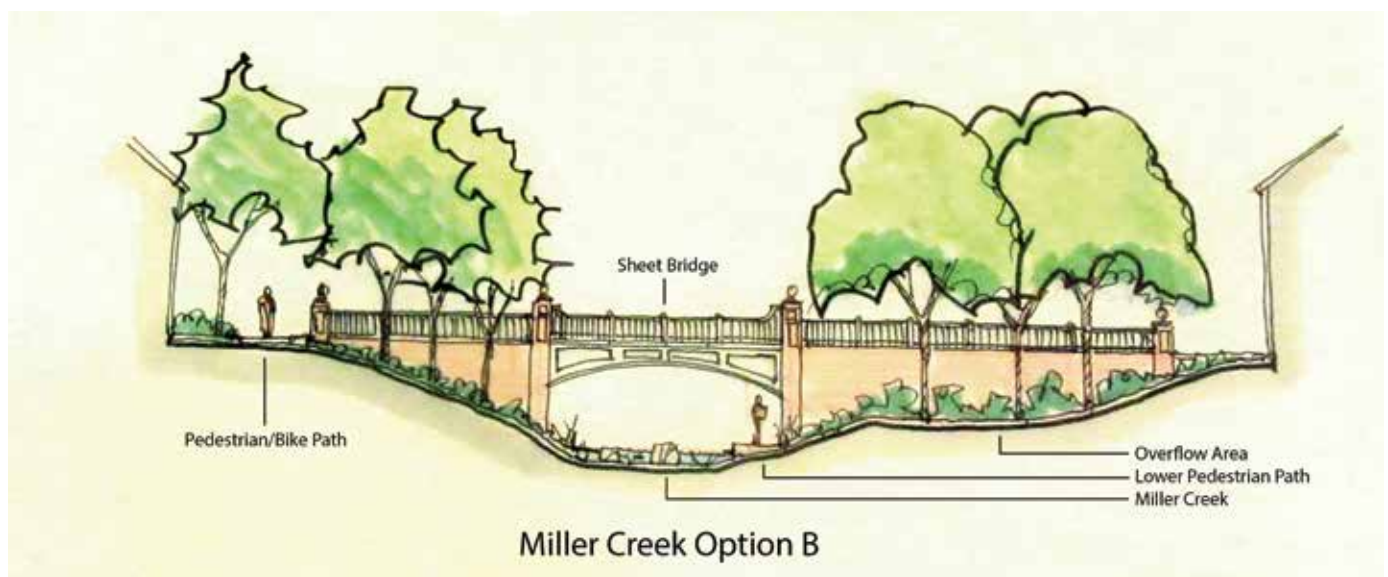 Sheet Bridge
Pedestrian/Bike Path
Overflow Area
Lower Pedestrian Path
Miller Creek
Miller Creek Option B